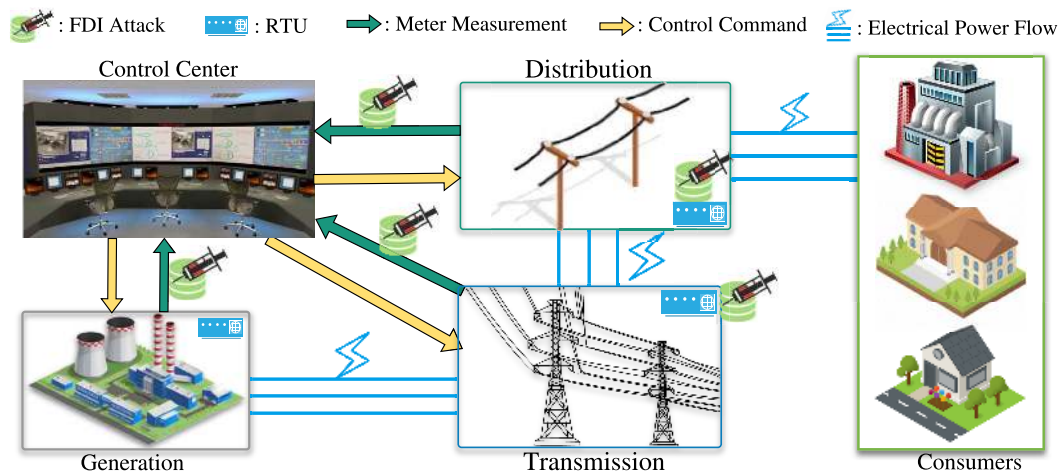 : FDI Attack : RTU : Meter Measurement : Control Command : Electrical Power Flow
Control Center
Distribution
Generation
Transmission
Consumers